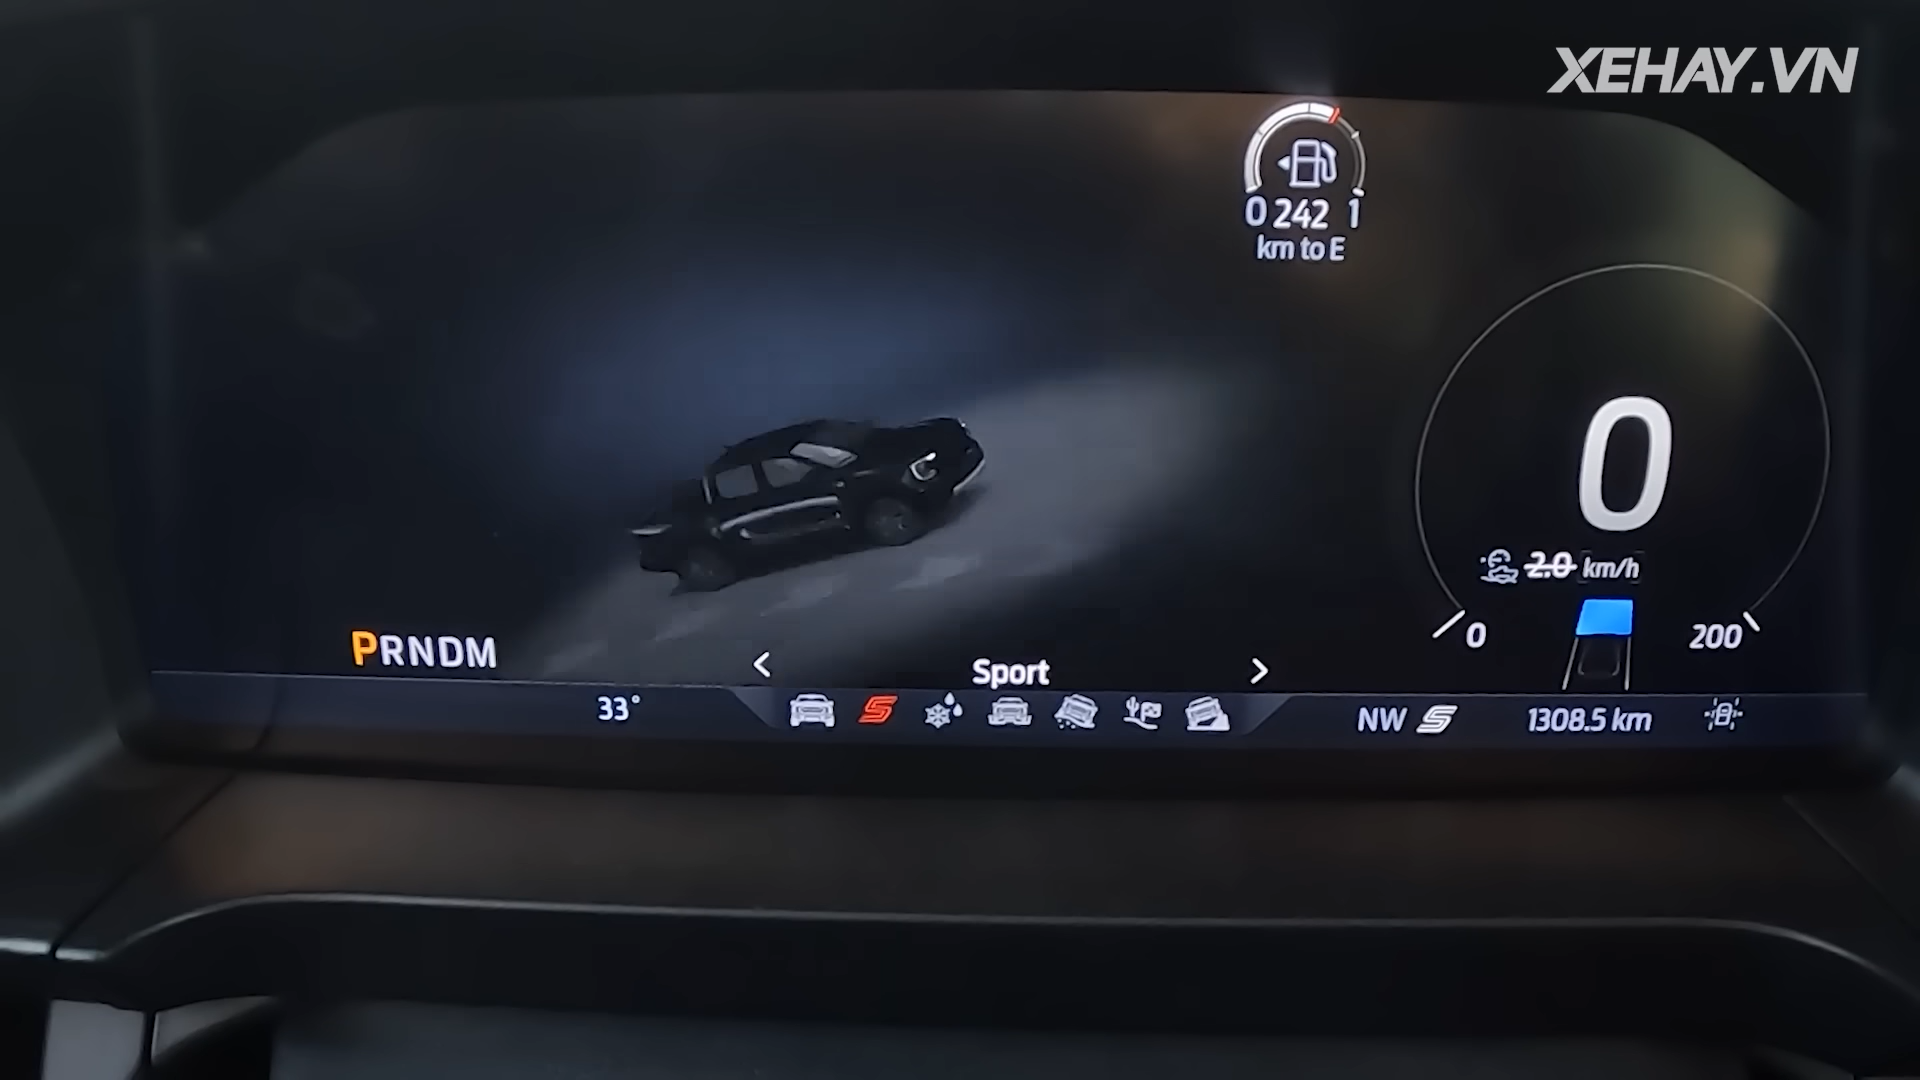 XEHAY.VN
0 242 1
km to E
0
2.0 km/h
0 200
PRNDM
< Sport >
33°
NW S
1308.5 km